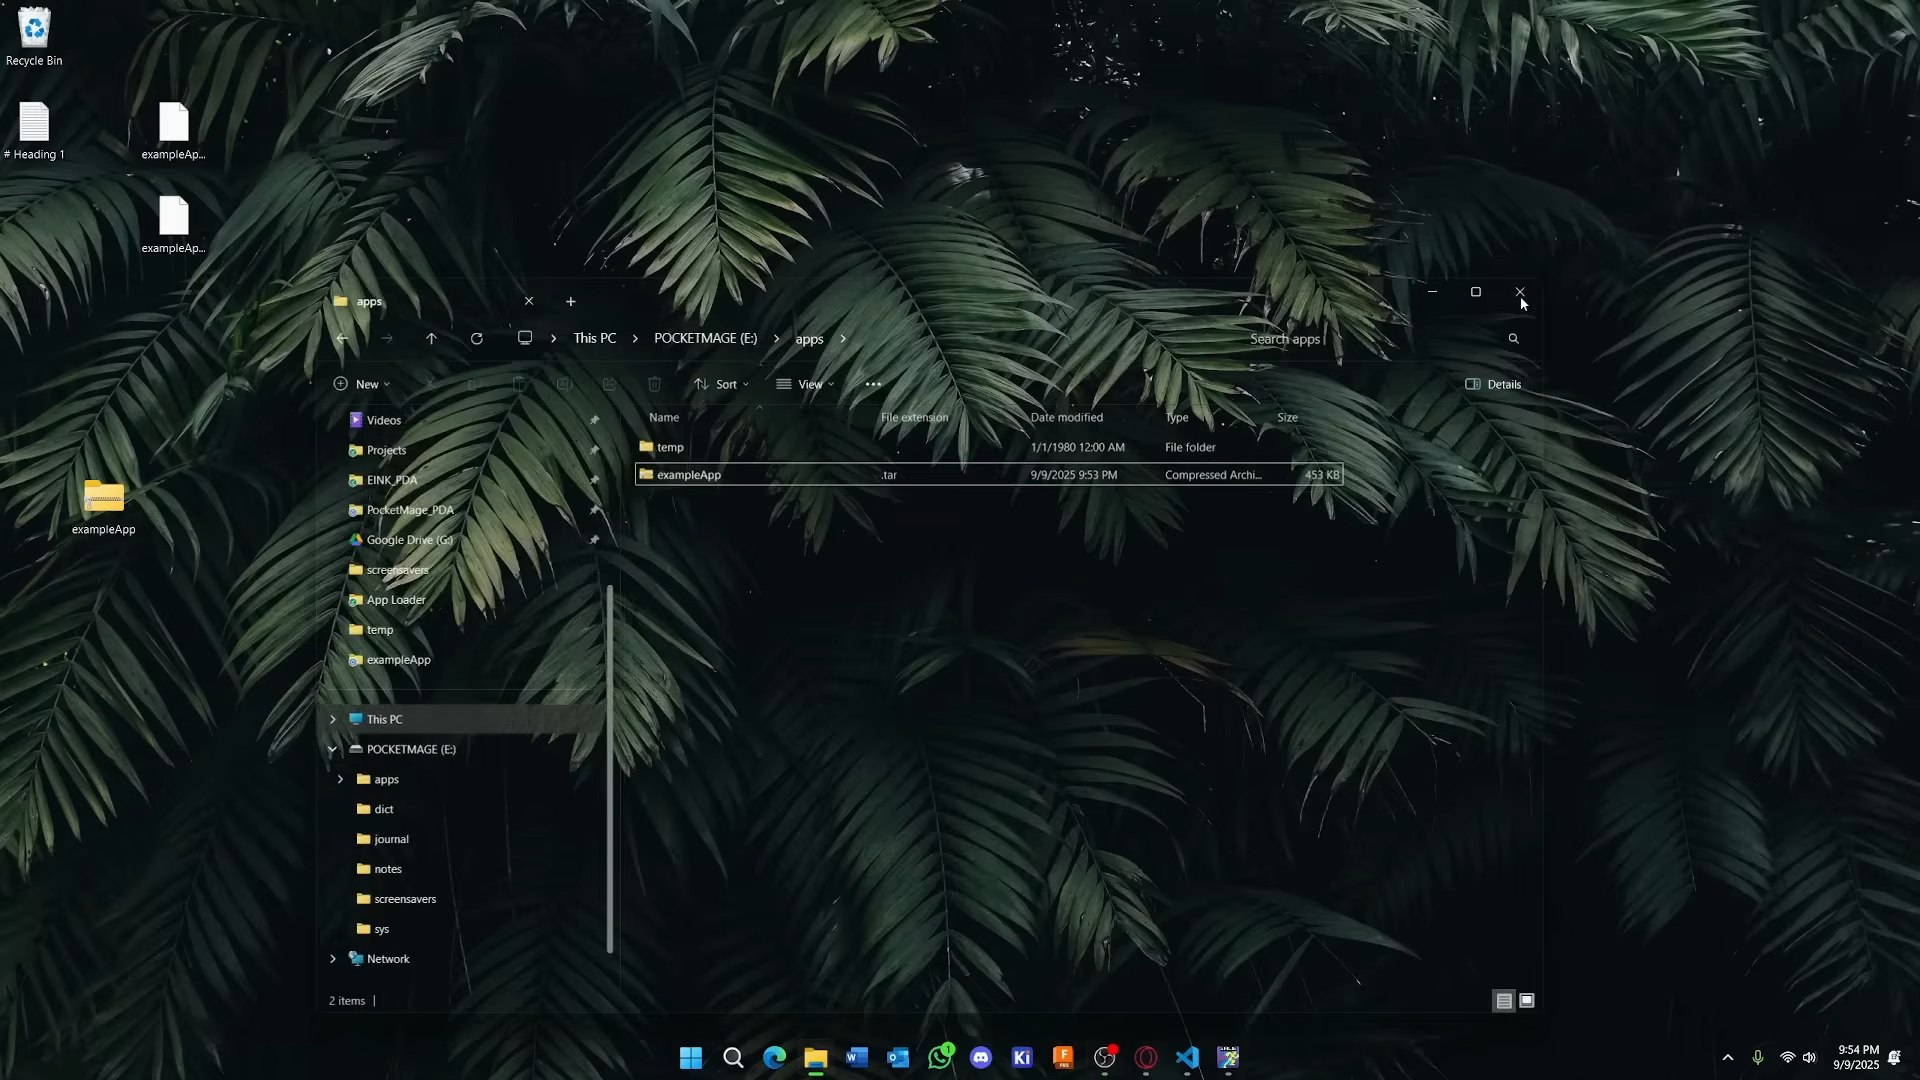 Recycle Bin
# Heading 1
exampleAp...
exampleAp...
exampleApp
apps
This PC
POCKETMAGE (E:)
apps
Search apps
New
Sort
View
Details
Name
File extension
Date modified
Type
Size
temp
1/1/1980 12:00 AM
File folder
exampleApp
.tar
9/9/2025 9:53 PM
Compressed Archi...
453 KB
Videos
Projects
EINK_PDA
PocketMage_PDA
Google Drive (G:)
screensavers
App Loader
temp
exampleApp
This PC
POCKETMAGE (E:)
apps
dict
journal
notes
screensavers
sys
Network
2 items
W
1
Ki
F
9:54 PM
9/9/2025